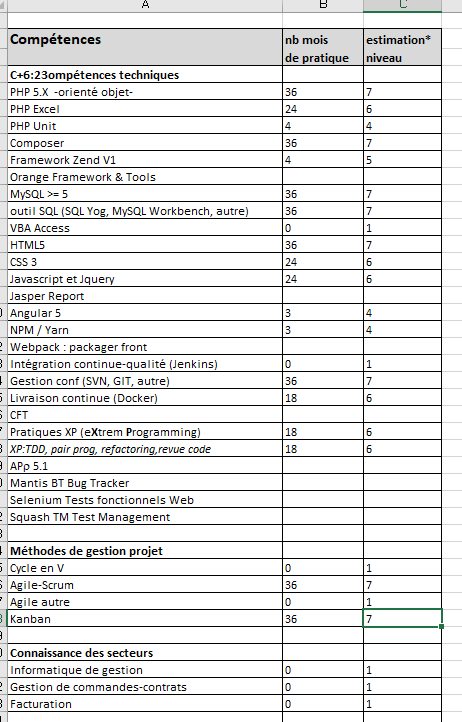 A B C
Compétences nb mois estimation*
de pratique niveau
C+6:23ompétences techniques
PHP 5.X -orienté objet- 36 7
PHP Excel 24 6
PHP Unit 4 4
Composer 36 7
Framework Zend V1 4 5
Orange Framework & Tools
MySQL >= 5 36 7
outil SQL (SQL Yog, MySQL Workbench, autre) 36 7
VBA Access 0 1
HTML5 36 7
CSS 3 24 6
Javascript et Jquery 24 6
Jasper Report
Angular 5 3 4
NPM / Yarn 3 4
Webpack : packager front
Intégration continue-qualité (Jenkins) 0 1
Gestion conf (SVN, GIT, autre) 36 7
Livraison continue (Docker) 18 6
CFT
Pratiques XP (eXtrem Programming) 18 6
XP:TDD, pair prog, refactoring,revue code 18 6
APρ 5.1
Mantis BT Bug Tracker
Selenium Tests fonctionnels Web
Squash TM Test Management
Méthodes de gestion projet
Cycle en V 0 1
Agile-Scrum 36 7
Agile autre 0 1
Kanban 36 7
Connaissance des secteurs
Informatique de gestion 0 1
Gestion de commandes-contrats 0 1
Facturation 0 1